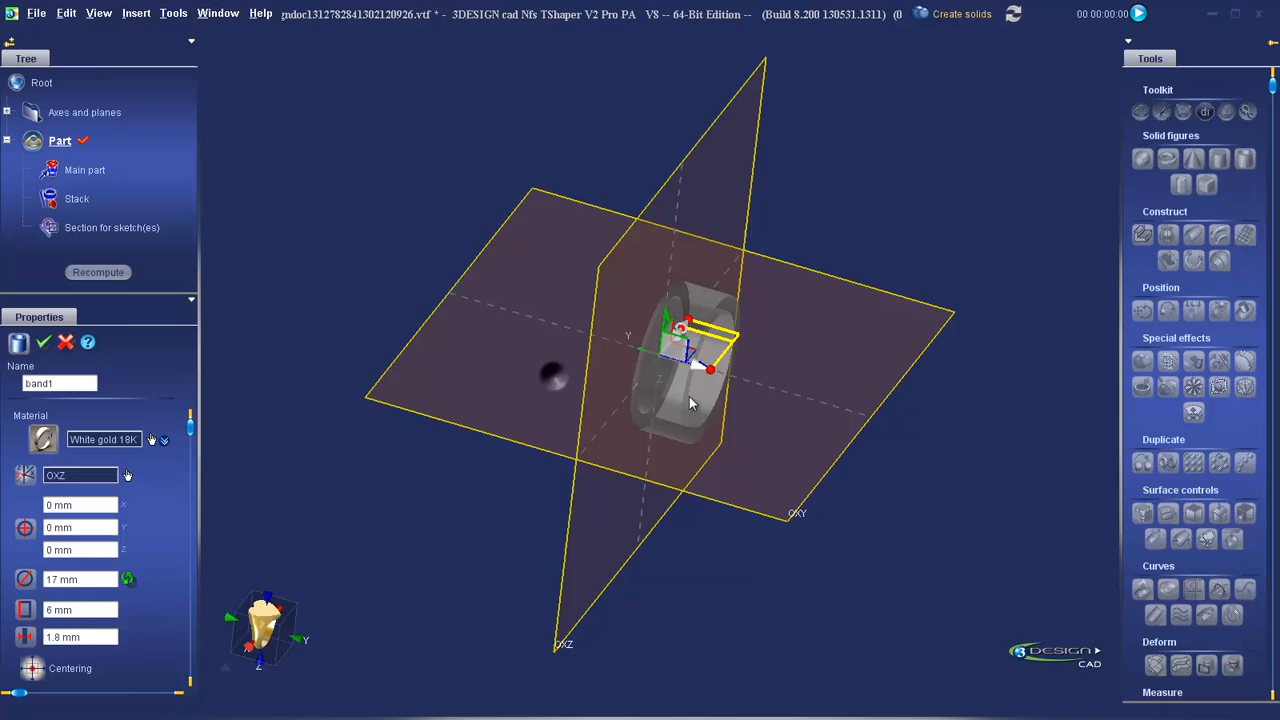 File Edit View Insert Tools Window Help
gndoc1312782841302120926.vtf * - 3DESIGN cad Nfs TShaper V2 Pro PA V8 -- 64-Bit Edition -- (Build 8.200 130531.1311) (0
Create solids
00 00:00:00
Tree
Root
Axes and planes
Part
Main part
Stack
Section for sketch(es)
Recompute
Properties
Name
band1
Material
White gold 18K
OXZ
0 mm X
0 mm Y
0 mm Z
17 mm
6 mm
1.8 mm
Centering
Y
Z
OXY
OXZ
X
Y
Z
3DESIGN
CAD
Tools
Toolkit
di
Solid figures
Construct
Position
Special effects
Duplicate
Surface controls
Curves
Deform
Measure